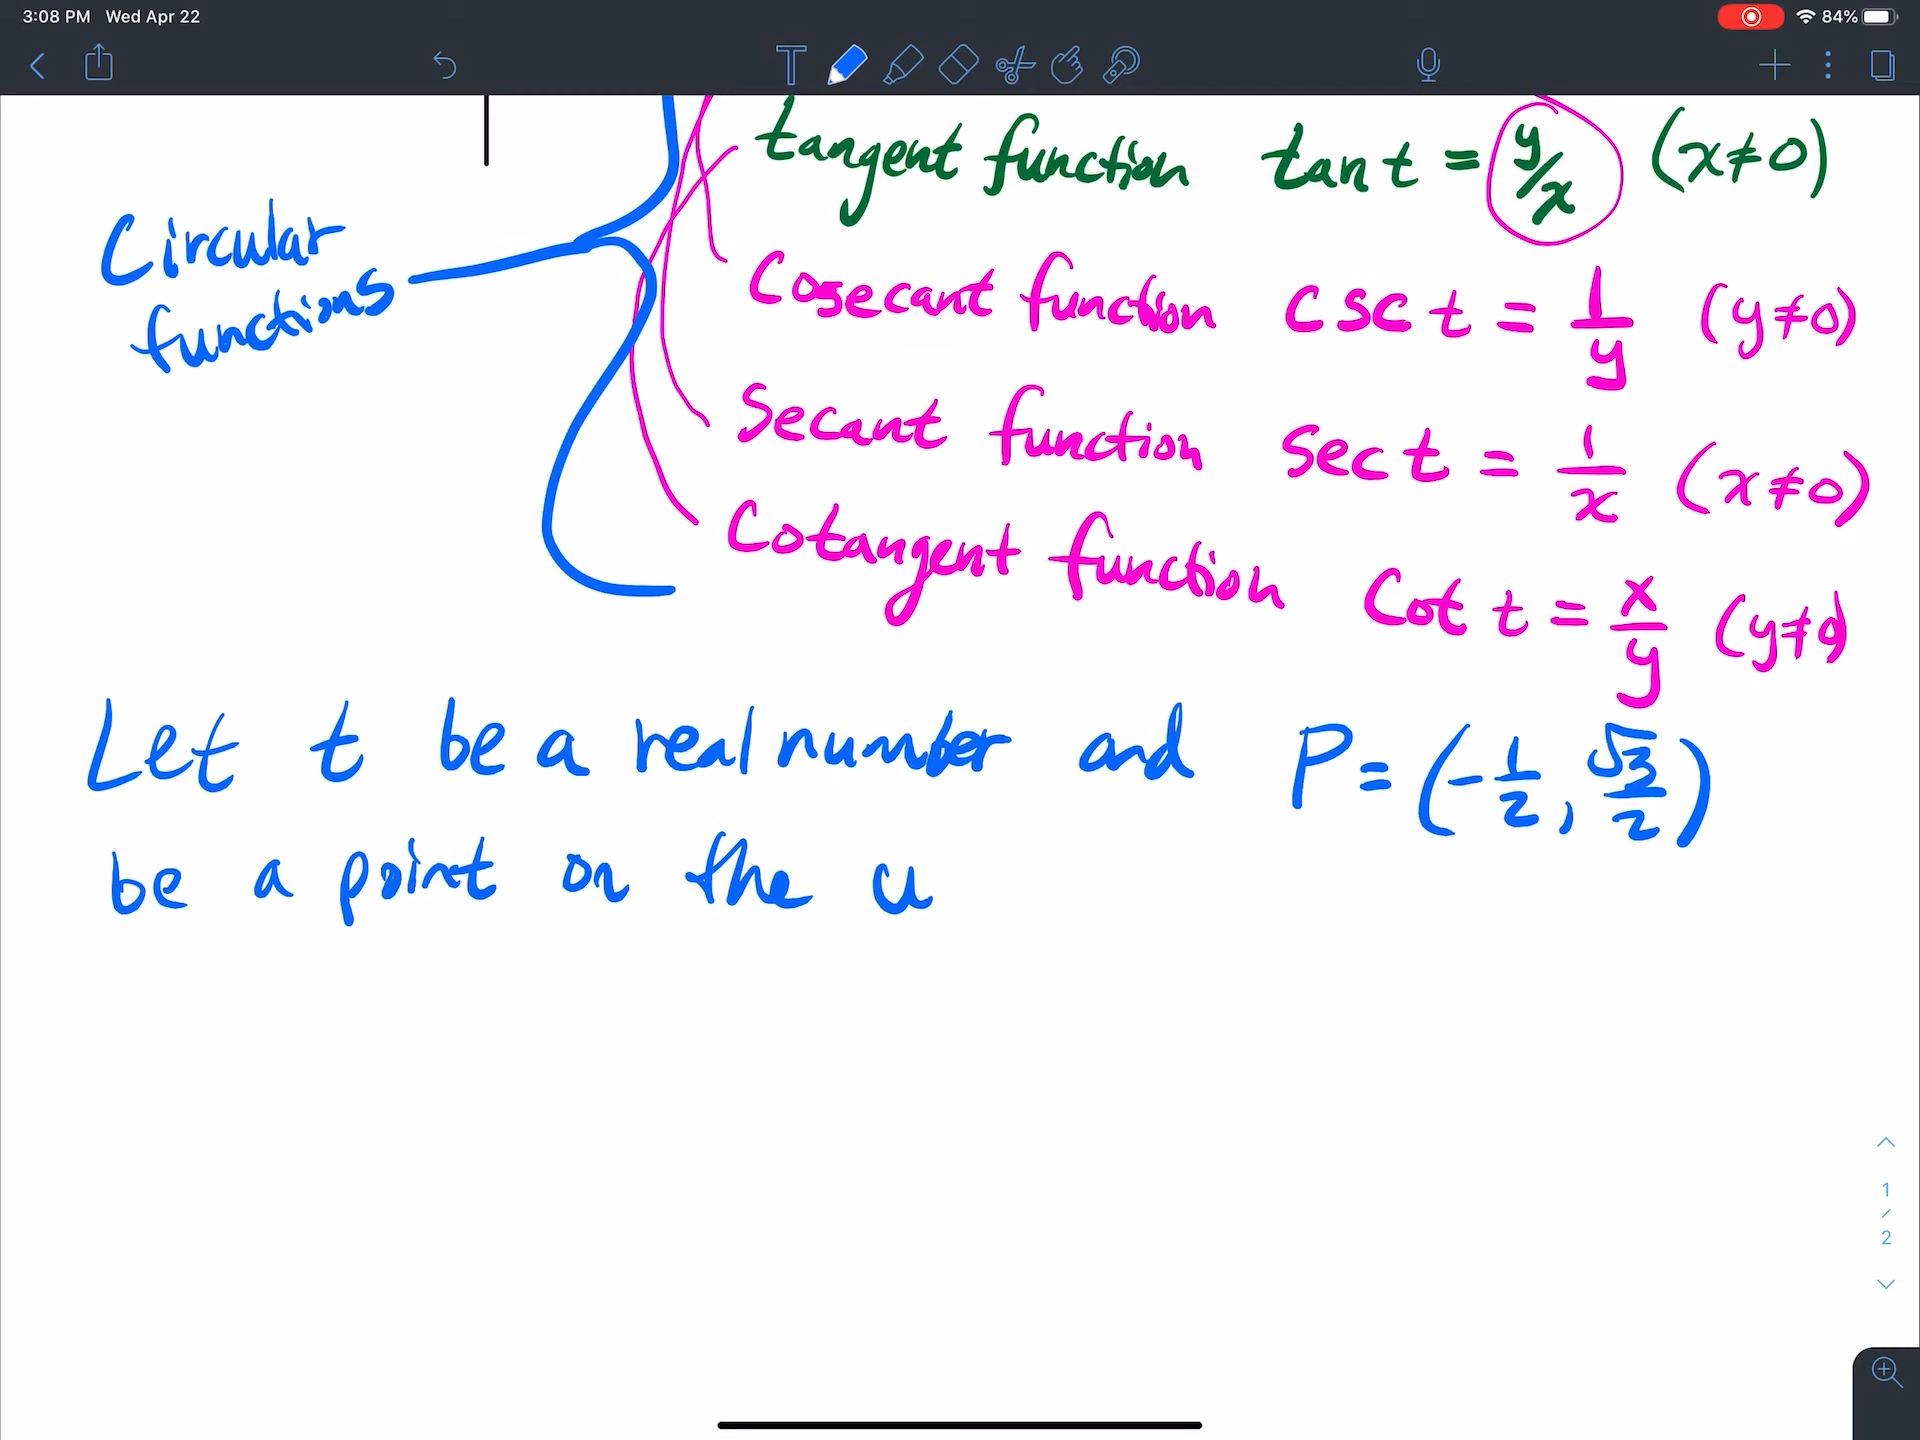 3:08 PM Wed Apr 22
84%
tangent function tan t = y/x (x≠0)
Circular
functions
Cosecant function csc t = 1/y (y≠0)
Secant function sec t = 1/x (x≠0)
Cotangent function cot t = x/y (y≠0)
Let t be a real number and P = (-1/2, √3/2)
be a point on the u
1
/
2